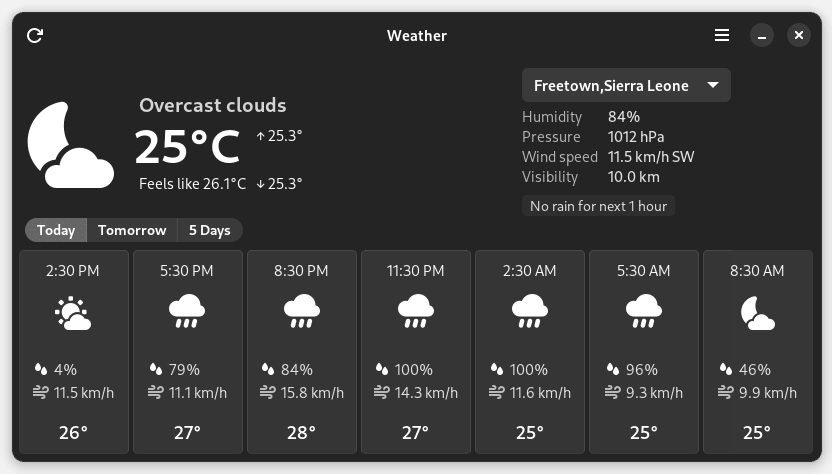 Weather
Overcast clouds
25°C
↑ 25.3°
Feels like 26.1°C
↓ 25.3°
Freetown,Sierra Leone
Humidity 84%
Pressure 1012 hPa
Wind speed 11.5 km/h SW
Visibility 10.0 km
No rain for next 1 hour
Today Tomorrow 5 Days
2:30 PM 5:30 PM 8:30 PM 11:30 PM 2:30 AM 5:30 AM 8:30 AM
4% 79% 84% 100% 100% 96% 46%
11.5 km/h 11.1 km/h 15.8 km/h 14.3 km/h 11.6 km/h 9.3 km/h 9.9 km/h
26° 27° 28° 27° 25° 25° 25°